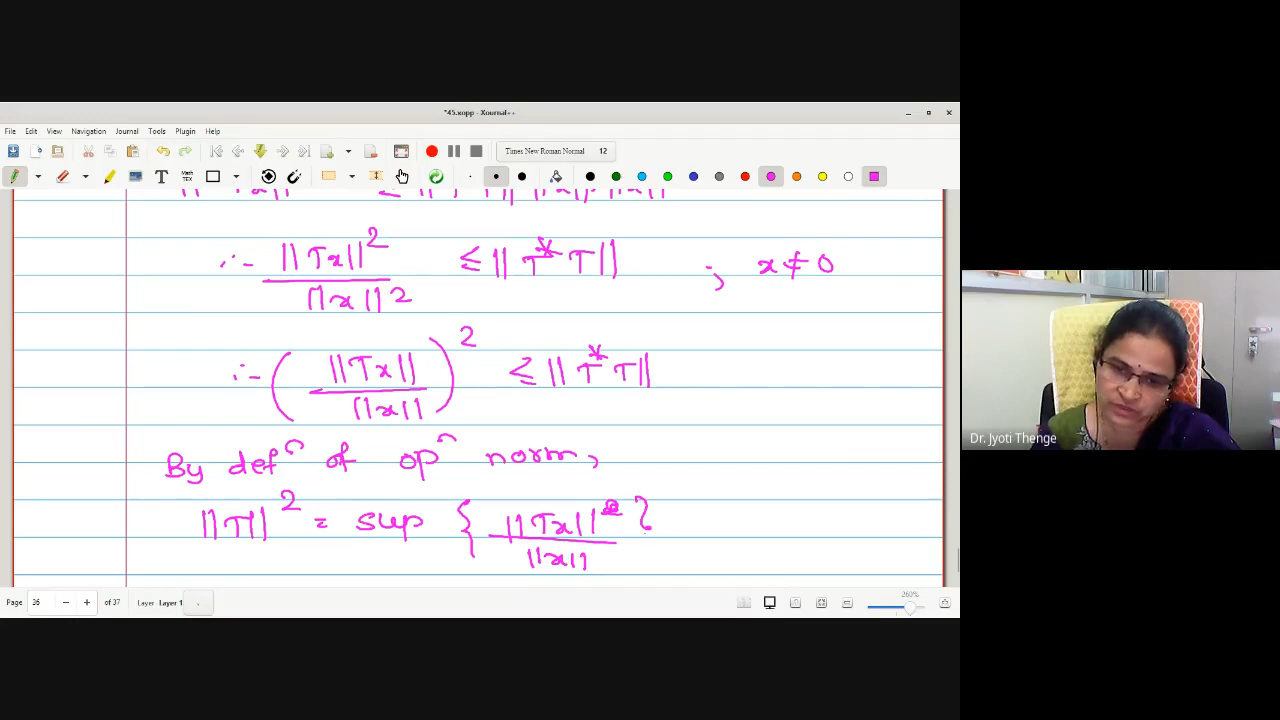 *45.xopp - Xournal++
File Edit View Navigation Journal Tools Plugin Help
Times New Roman Normal 12
∴ ||Tx||² / ||x||² ≤ ||T*T|| ; x ≠ 0
∴ (||Tx|| / ||x||)² ≤ ||T*T||
By defⁿ of opⁿ norm,
||T||² = sup { ||Tx|| / ||x|| }
Dr. Jyoti Thenge
Page 36 of 37 Layer Layer 1 260%